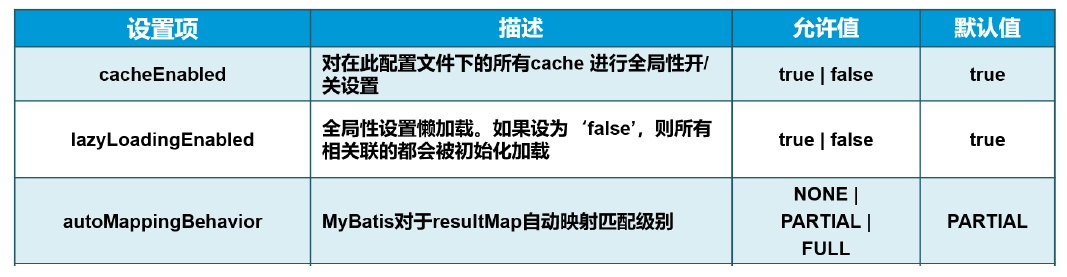 设置项 描述 允许值 默认值
cacheEnabled 对在此配置文件下的所有cache 进行全局性开/ true | false true
关设置
lazyLoadingEnabled 全局性设置懒加载。如果设为‘false’，则所有 true | false true
相关联的都会被初始化加载
NONE |
autoMappingBehavior MyBatis对于resultMap自动映射匹配级别 PARTIAL | PARTIAL
FULL